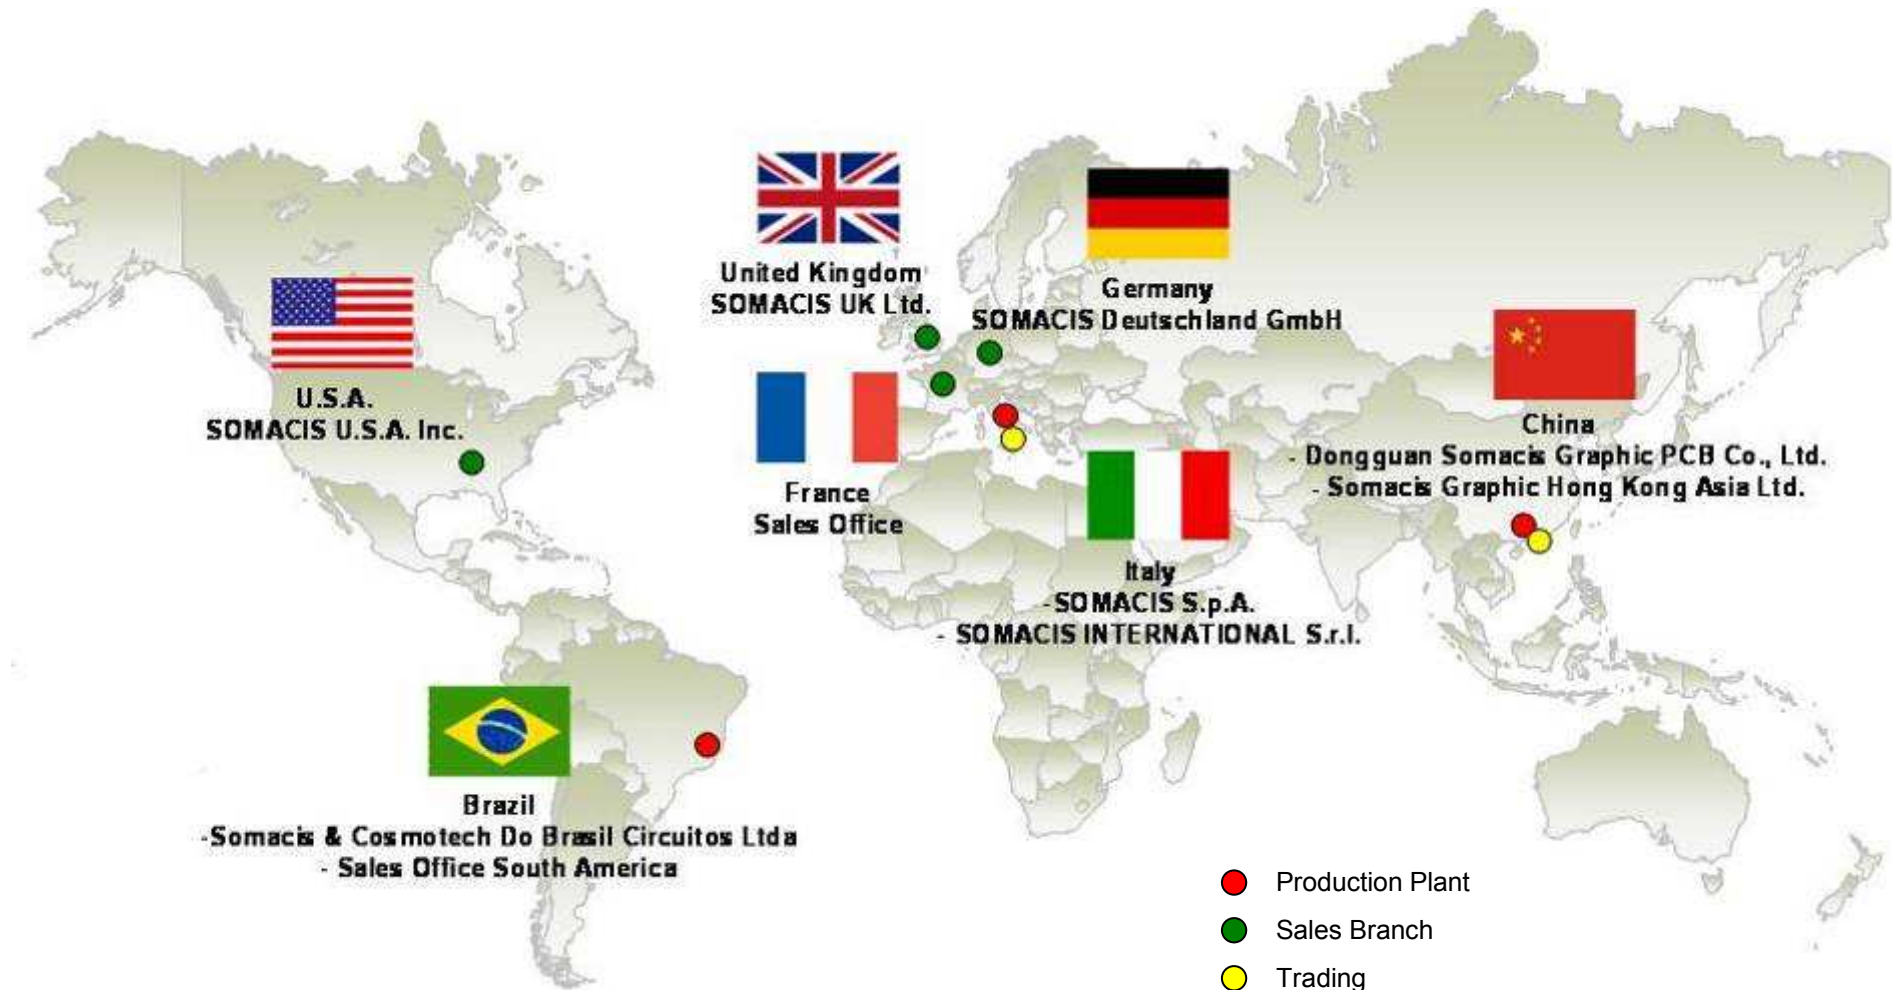 United Kingdom
SOMACIS UK Ltd.
Germany
SOMACIS Deutschland GmbH
U.S.A.
SOMACIS U.S.A. Inc.
China
- Dongguan Somacis Graphic PCB Co., Ltd.
- Somacis Graphic Hong Kong Asia Ltd.
France
Sales Office
Italy
-SOMACIS S.p.A.
- SOMACIS INTERNATIONAL S.r.l.
Brazil
-Somacis & Cosmotech Do Brasil Circuitos Ltda
- Sales Office South America
Production Plant
Sales Branch
Trading